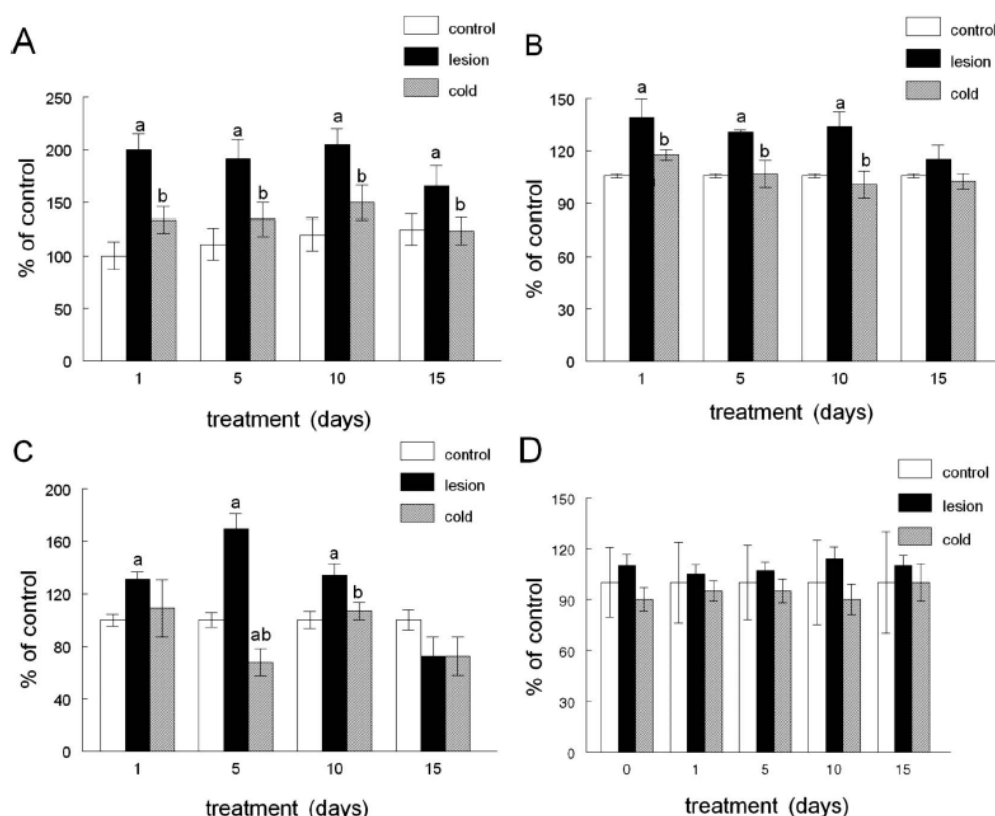 A
control
lesion
cold
250
200
150
100
50
0
% of control
a
b
a
b
a
b
a
b
1 5 10 15
treatment (days)
B
control
lesion
cold
150
120
90
60
30
0
% of control
a
b
a
b
a
b
1 5 10 15
treatment (days)
C
control
lesion
cold
200
160
120
80
40
0
% of control
a
a
ab
a
b
1 5 10 15
treatment (days)
D
control
lesion
cold
150
120
90
60
30
0
% of control
0 1 5 10 15
treatment (days)